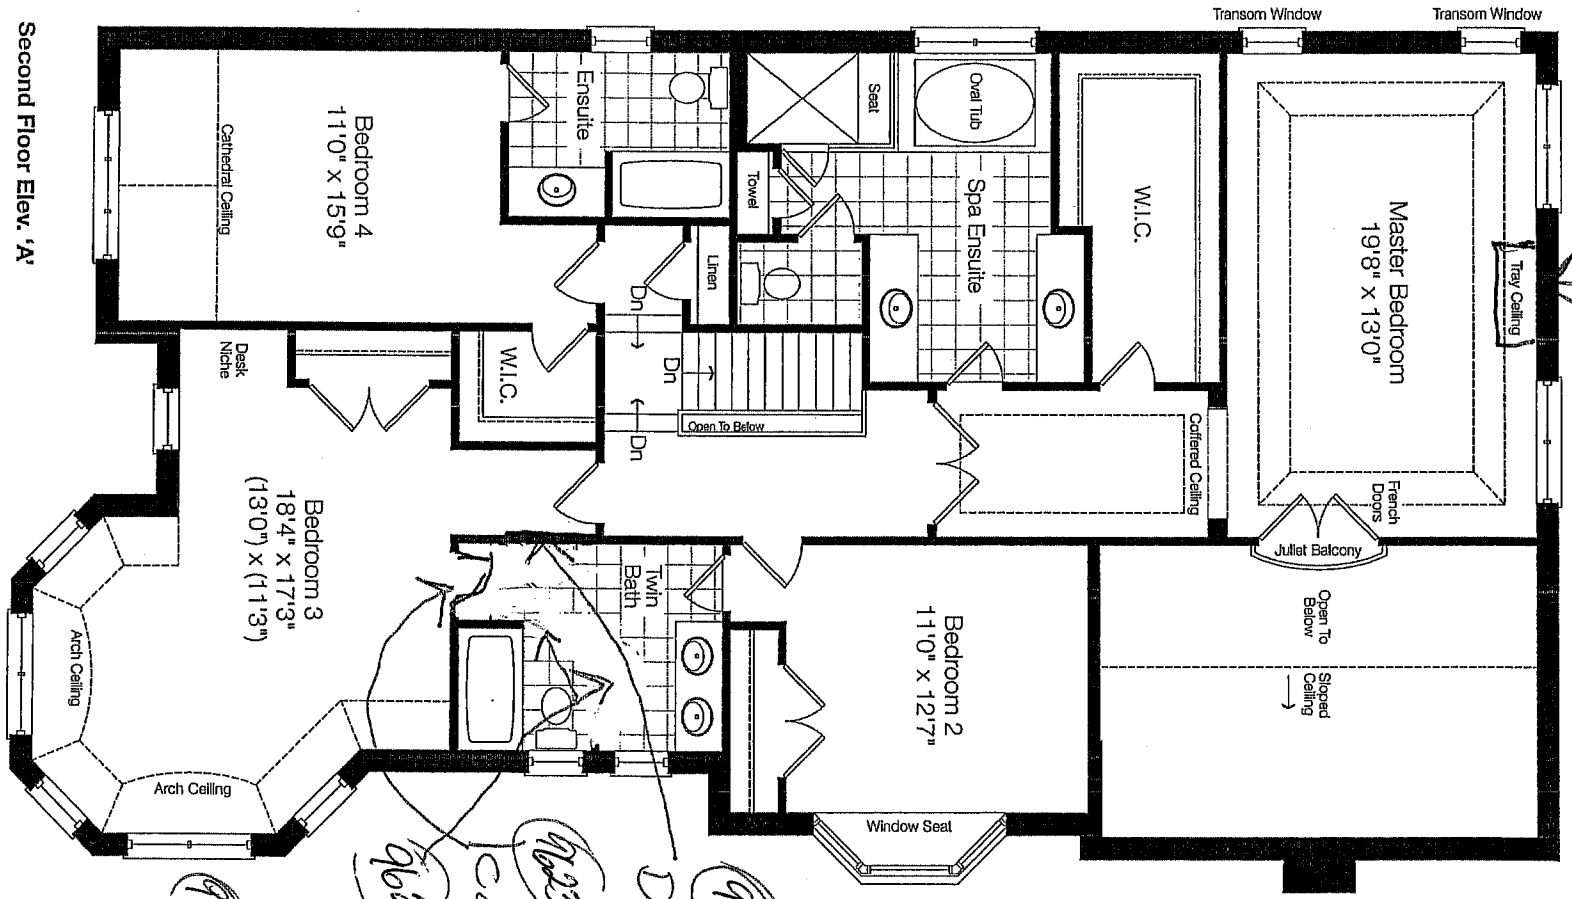 Second Floor Elev. 'A'
Transom Window
Transom Window
Bedroom 4
11'0" x 15'9"
Cathedral Ceiling
Ensuite
Seat
Oval Tub
Towel
Spa Ensuite
Linen
W.I.C.
Master Bedroom
19'8" x 13'0"
Tray Ceiling
French
Doors
Juliet Balcony
Coffered Ceiling
Dn
Dn
Dn
Open To Below
W.I.C.
Desk
Niche
Bedroom 3
18'4" x 17'3"
(13'0") x (11'3")
Arch Ceiling
Arch Ceiling
Twin
Bath
Bedroom 2
11'0" x 12'7"
Window Seat
Open To
Below
Sloped
Ceiling